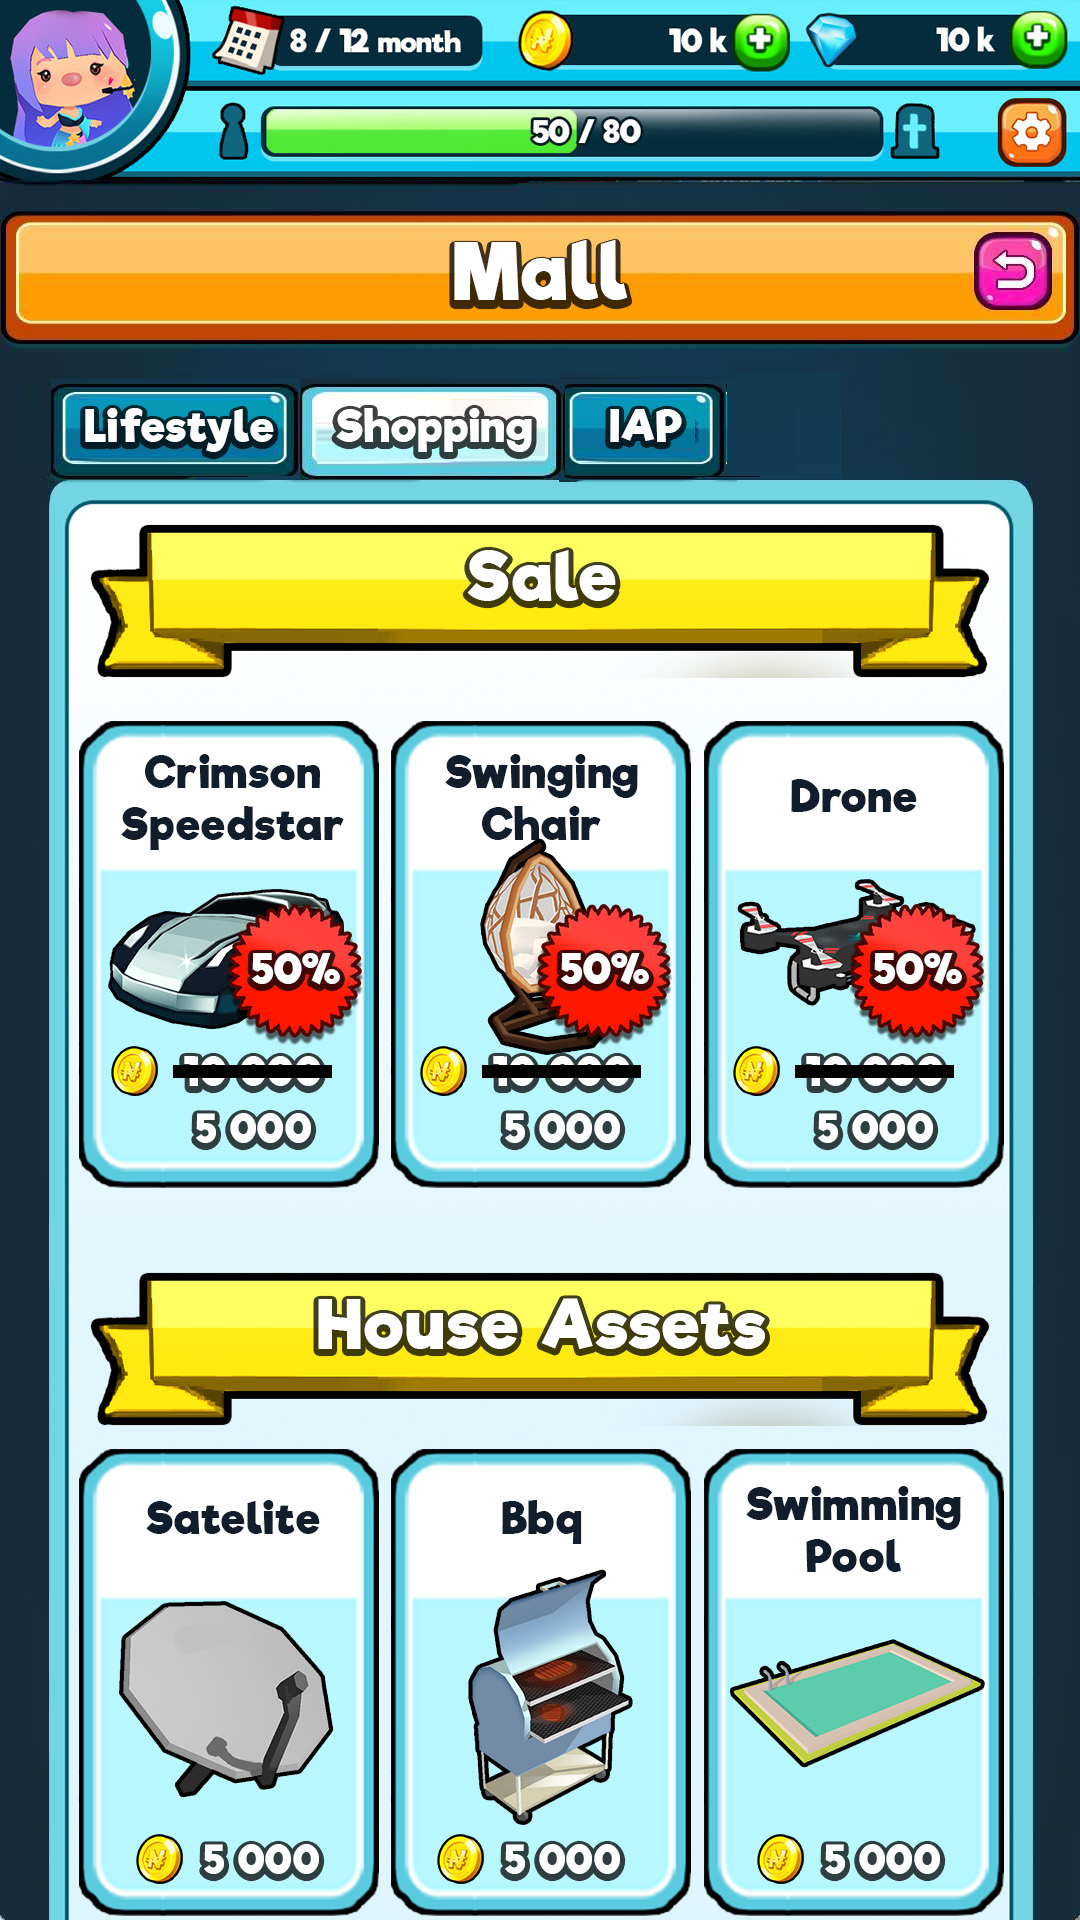 8 / 12 month
10 k
10 k
50 / 80
Mall
Lifestyle
Shopping
IAP
Sale
Crimson
Speedstar
50%
10 000
5 000
Swinging
Chair
50%
10 000
5 000
Drone
50%
10 000
5 000
House Assets
Satelite
5 000
Bbq
5 000
Swimming
Pool
5 000